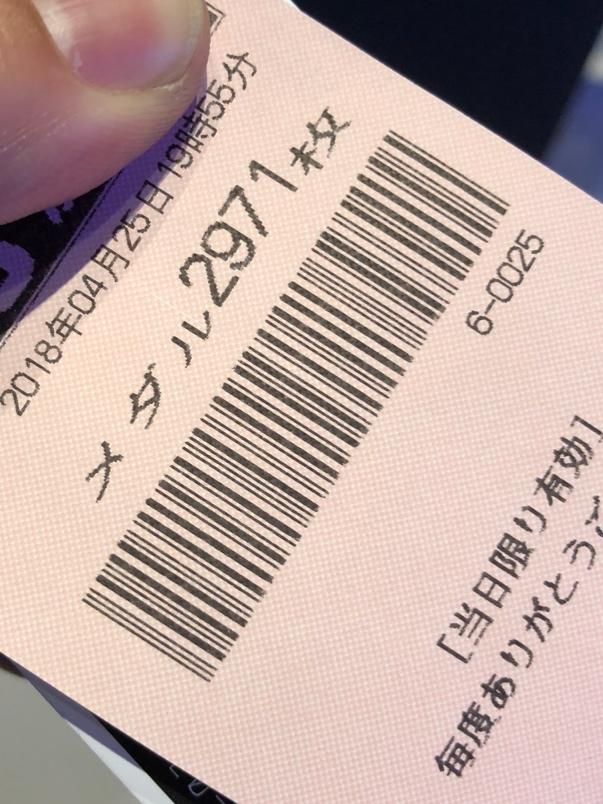 2018年04月25日 19時55分
メダル2971枚
6-0025
[当日限り有効]
毎度ありがとうご